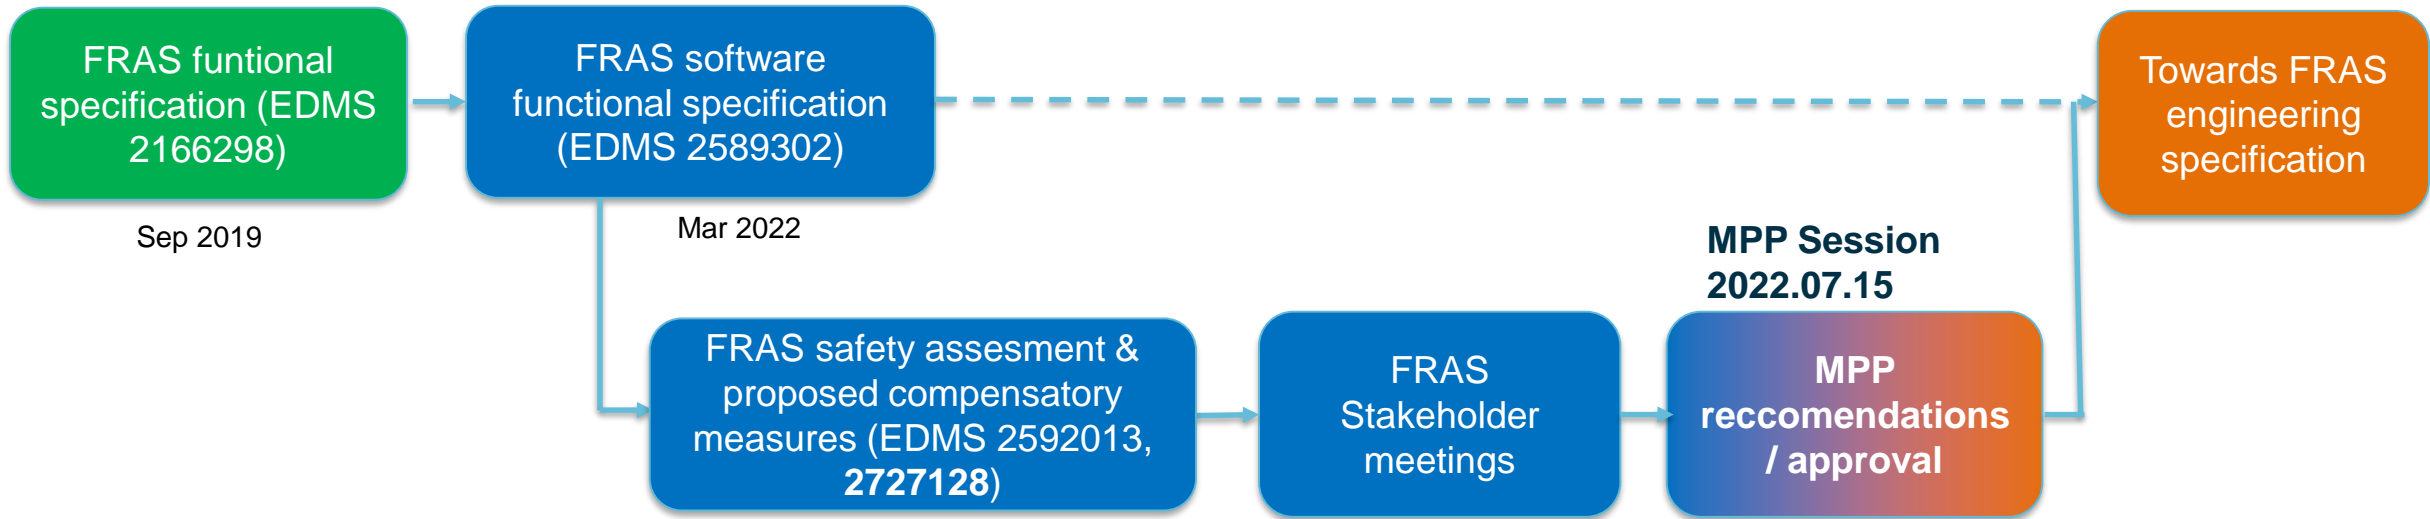 FRAS funtional
specification (EDMS
2166298)
Sep 2019
FRAS software
functional specification
(EDMS 2589302)
Mar 2022
FRAS safety assesment &
proposed compensatory
measures (EDMS 2592013,
2727128)
FRAS
Stakeholder
meetings
MPP Session
2022.07.15
MPP
reccomendations
/ approval
Towards FRAS
engineering
specification